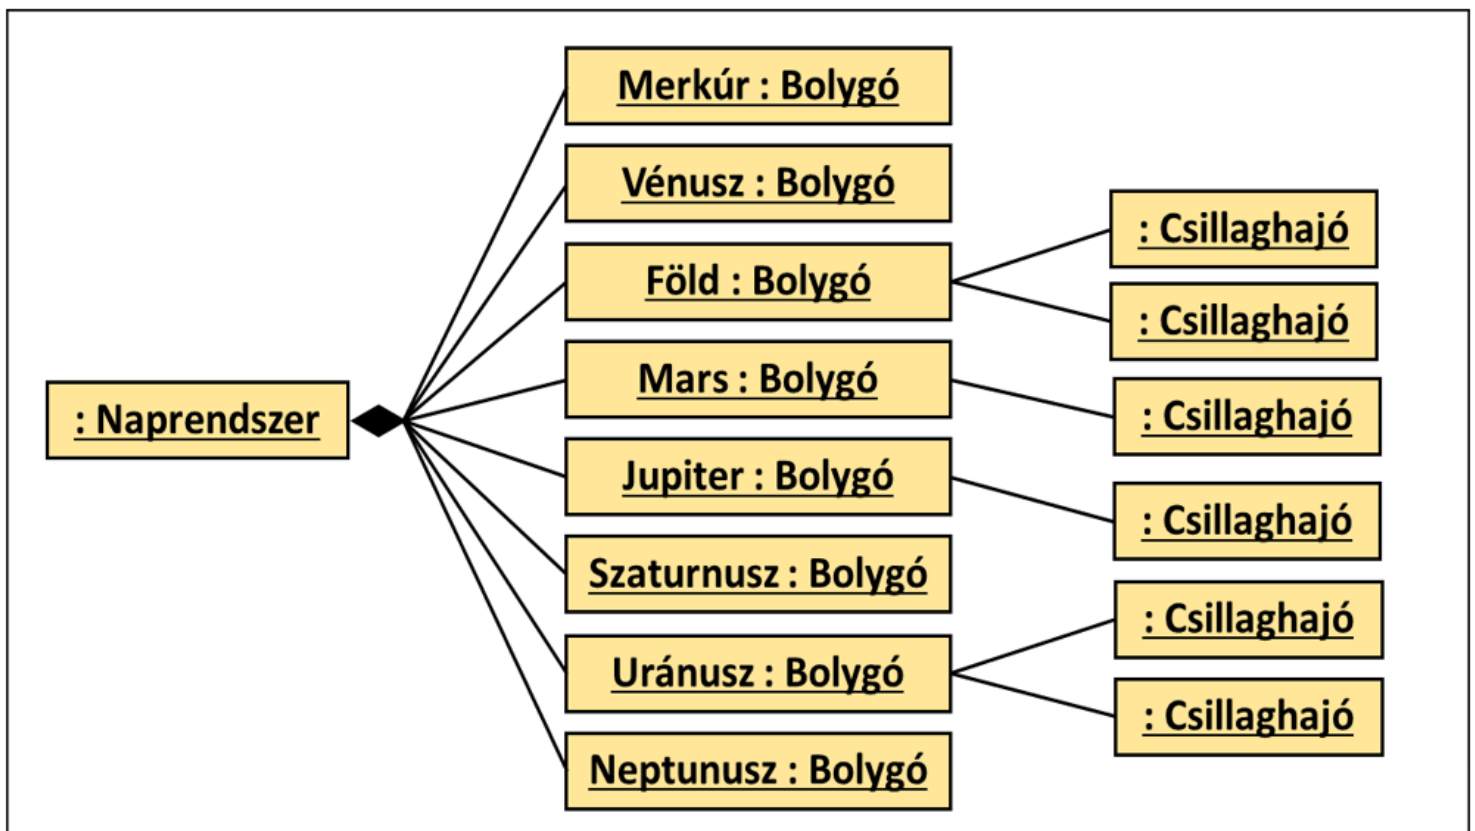 Merkúr : Bolygó
Vénusz : Bolygó
: Csillaghajó
Föld : Bolygó
: Csillaghajó
Mars : Bolygó
: Naprendszer
: Csillaghajó
Jupiter : Bolygó
: Csillaghajó
Szaturnusz : Bolygó
: Csillaghajó
Uránusz : Bolygó
: Csillaghajó
Neptunusz : Bolygó